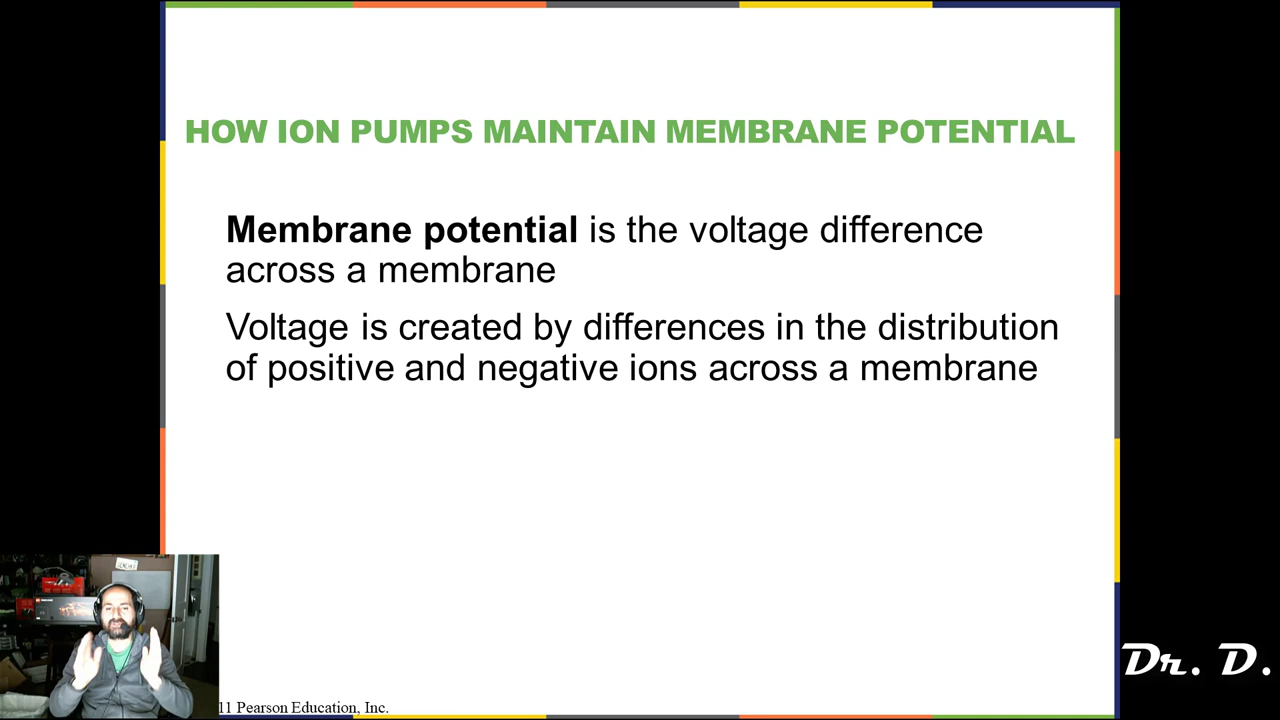 HOW ION PUMPS MAINTAIN MEMBRANE POTENTIAL
Membrane potential is the voltage difference
across a membrane
Voltage is created by differences in the distribution
of positive and negative ions across a membrane
Dr. D.
11 Pearson Education, Inc.